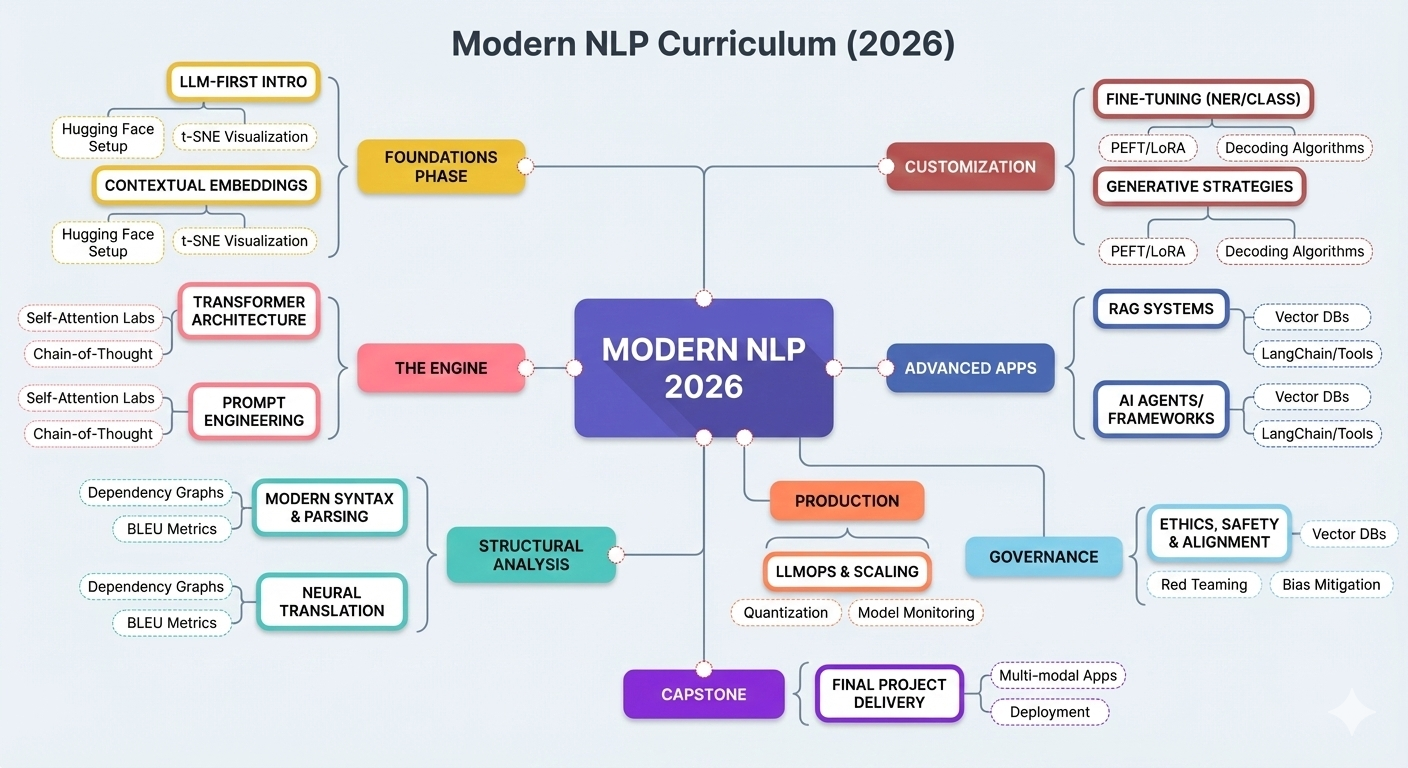 Modern NLP Curriculum (2026)
LLM-FIRST INTRO
Hugging Face
Setup
t-SNE Visualization
CONTEXTUAL EMBEDDINGS
Hugging Face
Setup
t-SNE Visualization
FOUNDATIONS
PHASE
TRANSFORMER
ARCHITECTURE
Self-Attention Labs
Chain-of-Thought
PROMPT
ENGINEERING
Self-Attention Labs
Chain-of-Thought
THE ENGINE
MODERN SYNTAX
& PARSING
Dependency Graphs
BLEU Metrics
NEURAL
TRANSLATION
Dependency Graphs
BLEU Metrics
STRUCTURAL
ANALYSIS
MODERN NLP
2026
CUSTOMIZATION
FINE-TUNING (NER/CLASS)
PEFT/LoRA
Decoding Algorithms
GENERATIVE STRATEGIES
PEFT/LoRA
Decoding Algorithms
ADVANCED APPS
RAG SYSTEMS
Vector DBs
LangChain/Tools
AI AGENTS/
FRAMEWORKS
Vector DBs
LangChain/Tools
PRODUCTION
LLMOPS & SCALING
Quantization
Model Monitoring
GOVERNANCE
ETHICS, SAFETY
& ALIGNMENT
Vector DBs
Red Teaming
Bias Mitigation
CAPSTONE
FINAL PROJECT
DELIVERY
Multi-modal Apps
Deployment